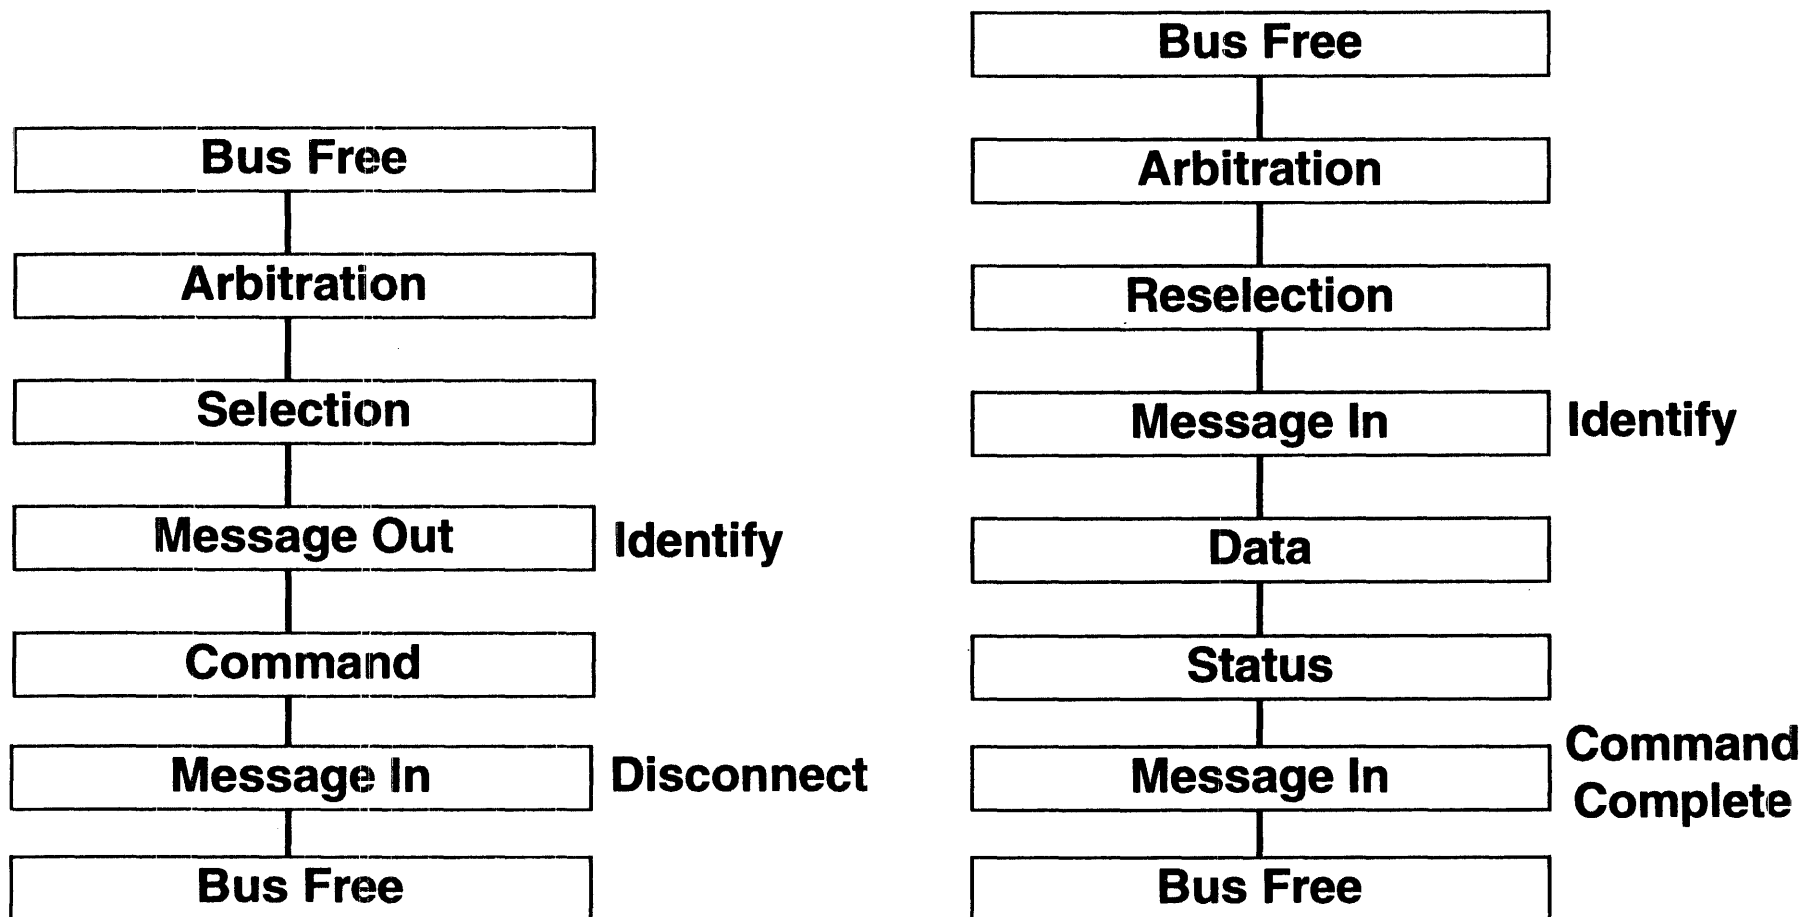 Bus Free
Arbitration
Selection
Message Out
Identify
Command
Message In
Disconnect
Bus Free
Bus Free
Arbitration
Reselection
Message In
Identify
Data
Status
Message In
Command
Complete
Bus Free